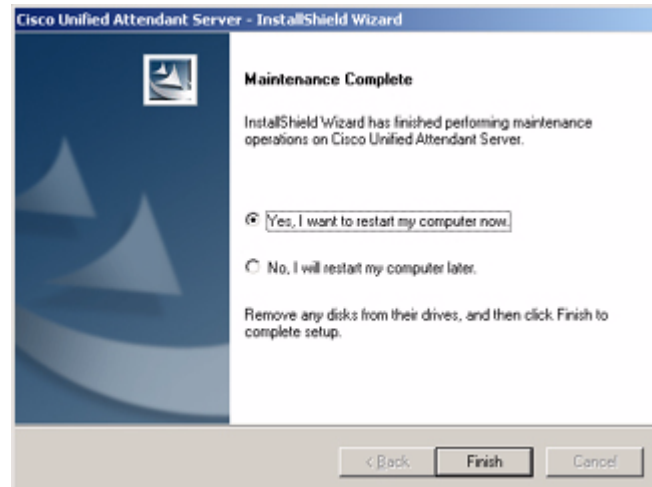 Cisco Unified Attendant Server - InstallShield Wizard
Maintenance Complete
InstallShield Wizard has finished performing maintenance
operations on Cisco Unified Attendant Server.
Yes, I want to restart my computer now.
No, I will restart my computer later.
Remove any disks from their drives, and then click Finish to
complete setup.
< Back Finish Cancel